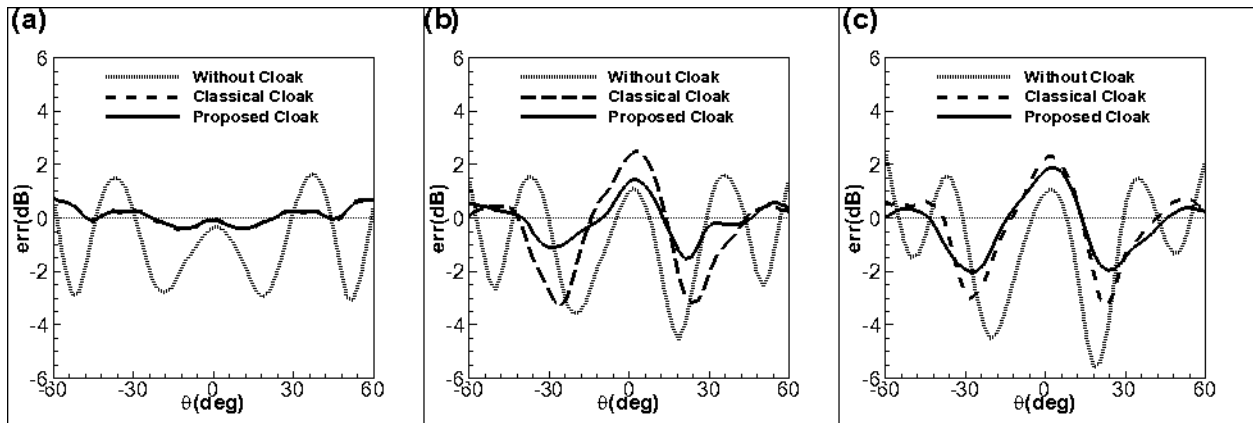 (a)
6
4
2
0
-2
-4
-6
err(dB)
Without Cloak
Classical Cloak
Proposed Cloak
-60 -30 0 30 60
θ(deg)
(b)
6
4
2
0
-2
-4
-6
err(dB)
Without Cloak
Classical Cloak
Proposed Cloak
-60 -30 0 30 60
θ(deg)
(c)
6
4
2
0
-2
-4
-6
err(dB)
Without Cloak
Classical Cloak
Proposed Cloak
-60 -30 0 30 60
θ(deg)